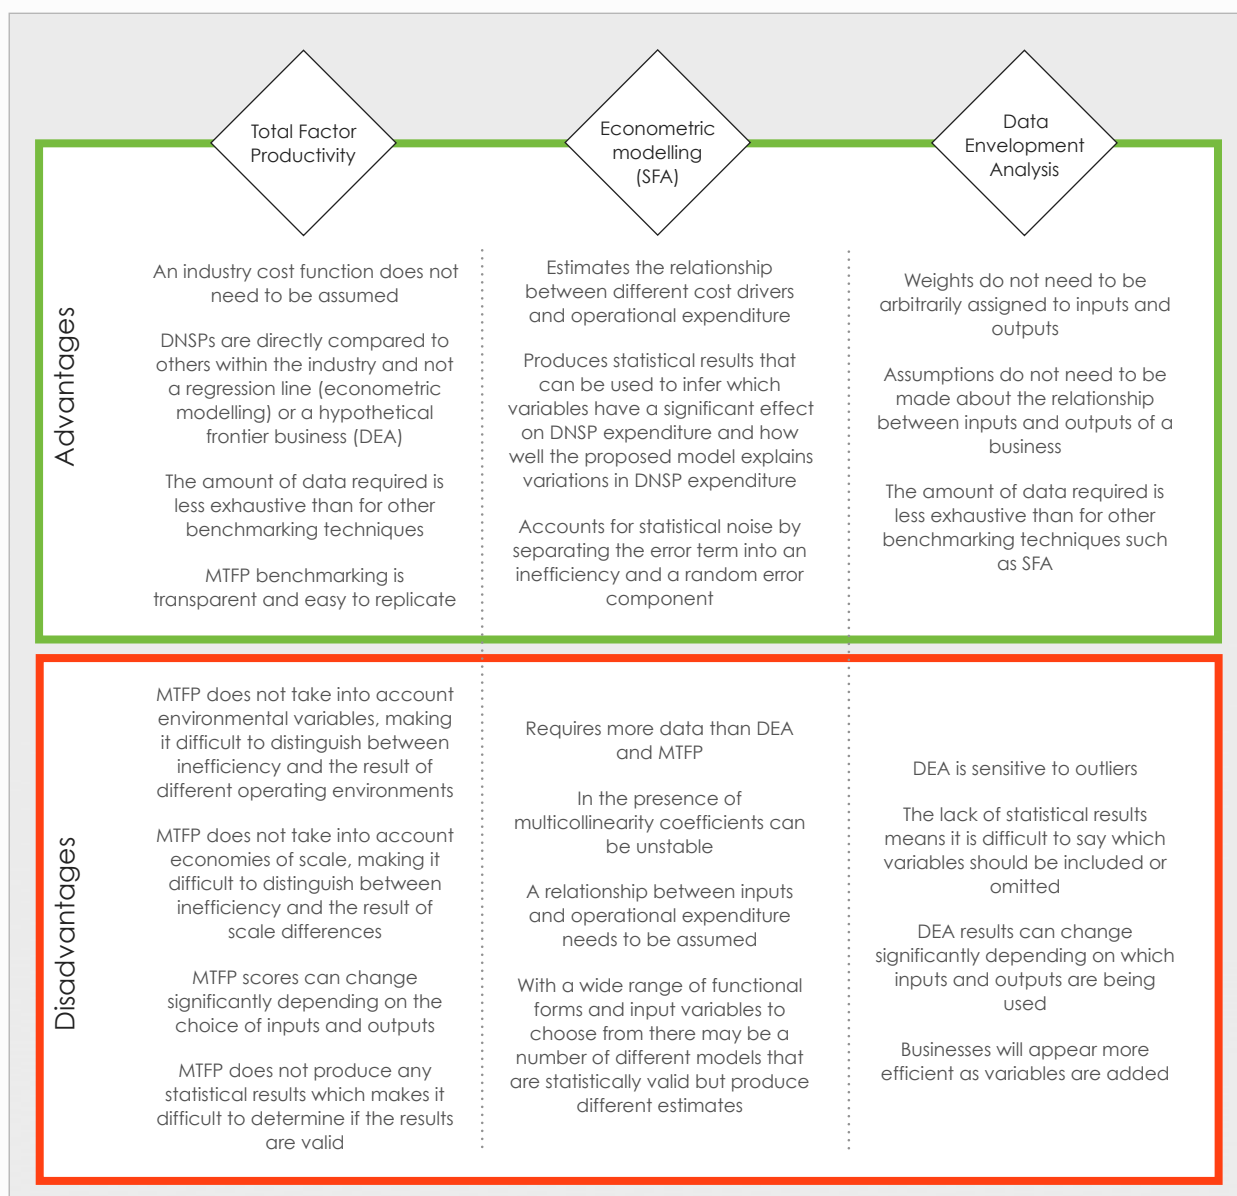 Total Factor
Productivity
Econometric
modelling
(SFA)
Data
Envelopment
Analysis
Advantages
An industry cost function does not
need to be assumed
DNSPs are directly compared to
others within the industry and not
a regression line (econometric
modelling) or a hypothetical
frontier business (DEA)
The amount of data required is
less exhaustive than for other
benchmarking techniques
MTFP benchmarking is
transparent and easy to replicate
Estimates the relationship
between different cost drivers
and operational expenditure
Produces statistical results that
can be used to infer which
variables have a significant effect
on DNSP expenditure and how
well the proposed model explains
variations in DNSP expenditure
Accounts for statistical noise by
separating the error term into an
inefficiency and a random error
component
Weights do not need to be
arbitrarily assigned to inputs and
outputs
Assumptions do not need to be
made about the relationship
between inputs and outputs of a
business
The amount of data required is
less exhaustive than for other
benchmarking techniques such
as SFA
Disadvantages
MTFP does not take into account
environmental variables, making
it difficult to distinguish between
inefficiency and the result of
different operating environments
MTFP does not take into account
economies of scale, making it
difficult to distinguish between
inefficiency and the result of
scale differences
MTFP scores can change
significantly depending on the
choice of inputs and outputs
MTFP does not produce any
statistical results which makes it
difficult to determine if the results
are valid
Requires more data than DEA
and MTFP
In the presence of
multicollinearity coefficients can
be unstable
A relationship between inputs
and operational expenditure
needs to be assumed
With a wide range of functional
forms and input variables to
choose from there may be a
number of different models that
are statistically valid but produce
different estimates
DEA is sensitive to outliers
The lack of statistical results
means it is difficult to say which
variables should be included or
omitted
DEA results can change
significantly depending on which
inputs and outputs are being
used
Businesses will appear more
efficient as variables are added